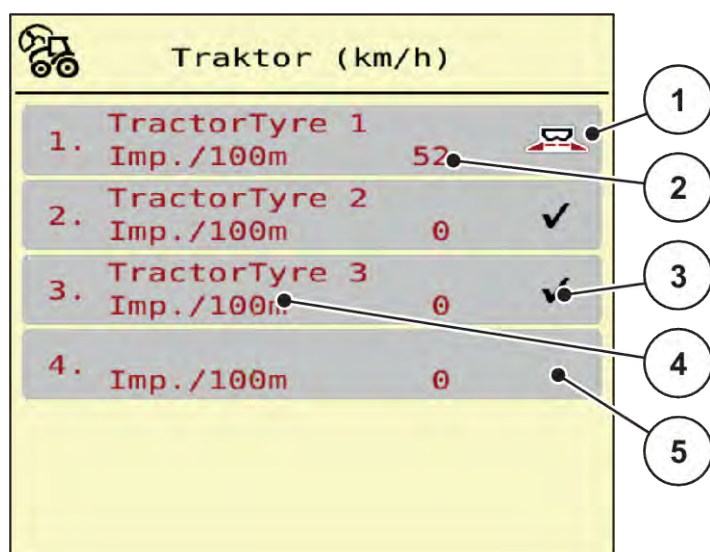 Traktor (km/h)
1. TractorTyre 1
Imp./100m 52
2. TractorTyre 2
Imp./100m 0
3. TractorTyre 3
Imp./100m 0
4.
Imp./100m 0
1
2
3
4
5